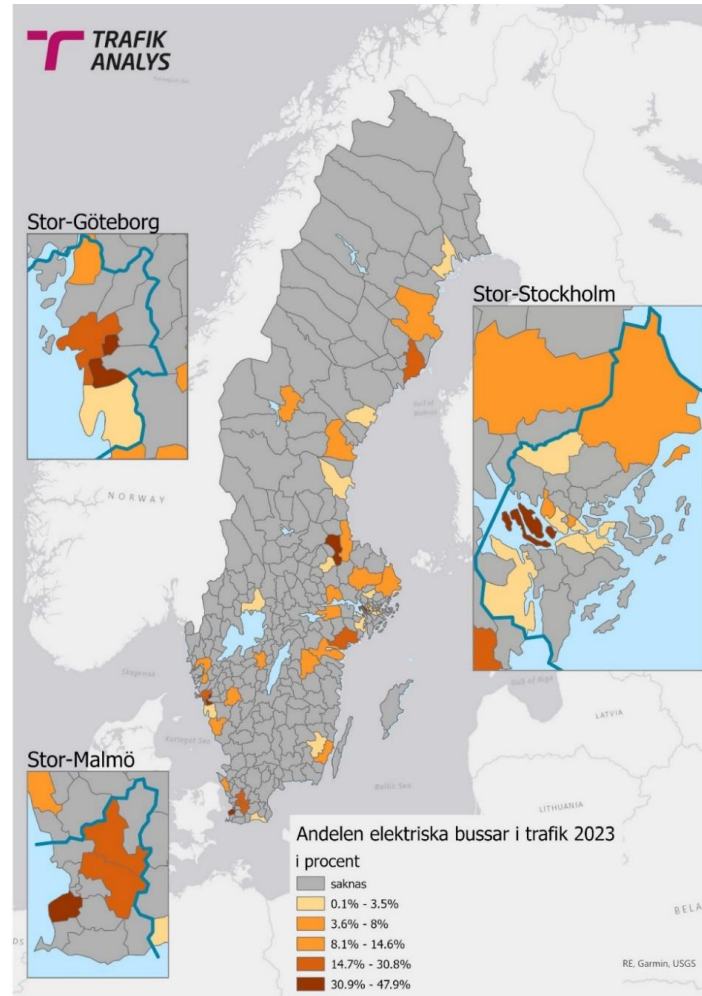 TRAFIK
ANALYS
Stor-Göteborg
Stor-Stockholm
NORWAY
Gulf of Bothnia
Skagerrak
Gulf of Riga
LATVIA
Kattegat Sea
Stor-Malmö
Baltic Sea
LITHUANIA
Andelen elektriska bussar i trafik 2023
i procent
saknas
0.1% - 3.5%
3.6% - 8%
8.1% - 14.6%
14.7% - 30.8%
30.9% - 47.9%
BELA
DS
RE, Garmin, USGS